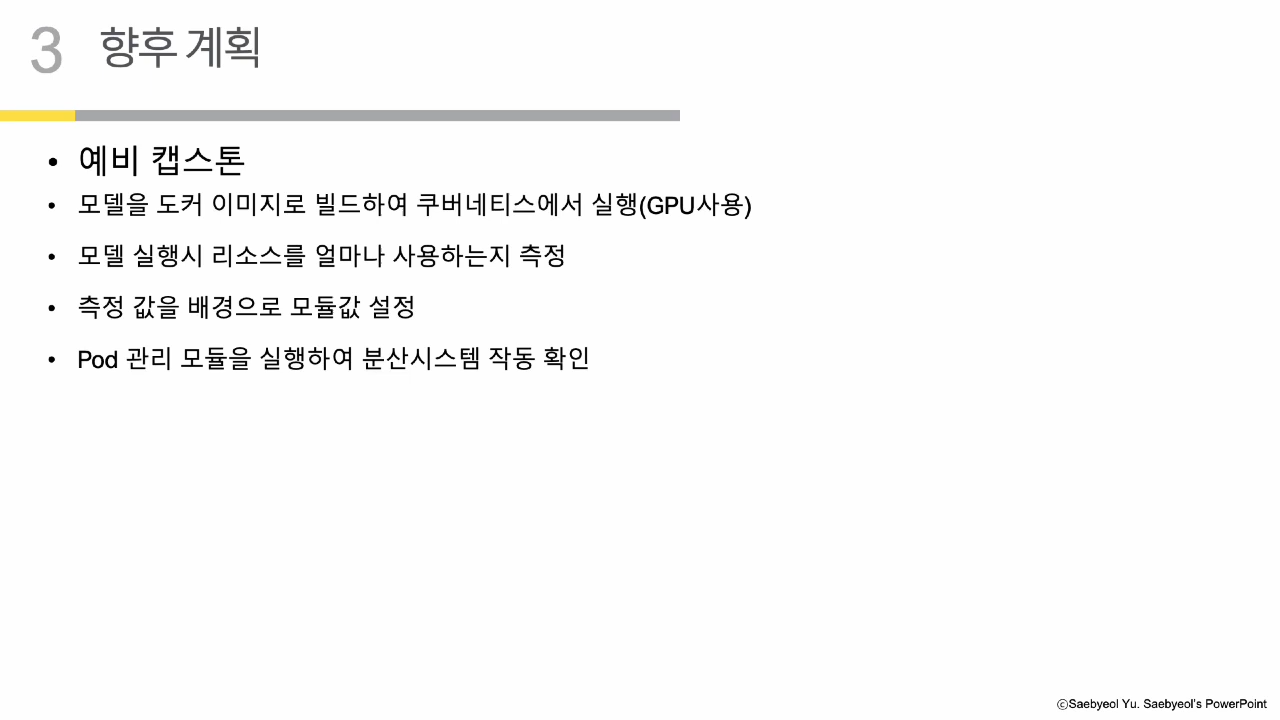 3 향후 계획
• 예비 캡스톤
• 모델을 도커 이미지로 빌드하여 쿠버네티스에서 실행(GPU사용)
• 모델 실행시 리소스를 얼마나 사용하는지 측정
• 측정 값을 배경으로 모듈값 설정
• Pod 관리 모듈을 실행하여 분산시스템 작동 확인
ⓒSaebyeol Yu. Saebyeol's PowerPoint